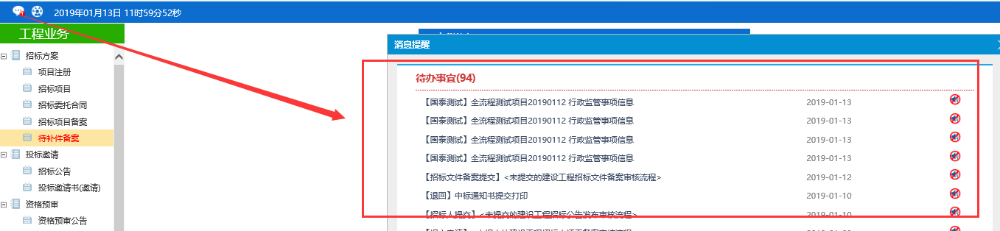 2019年01月13日 11时59分52秒
工程业务
招标方案
项目注册
招标项目
招标委托合同
招标项目备案
待补件备案
投标邀请
招标公告
投标邀请书(邀请)
资格预审
资格预审公告
消息提醒
待办事宜(94)
【国泰测试】全流程测试项目20190112 行政监管事项信息 2019-01-13
【国泰测试】全流程测试项目20190112 行政监管事项信息 2019-01-13
【国泰测试】全流程测试项目20190112 行政监管事项信息 2019-01-13
【国泰测试】全流程测试项目20190112 行政监管事项信息 2019-01-13
【招标文件备案提交】<未提交的建设工程招标文件备案审核流程> 2019-01-12
【退回】中标通知书提交打印 2019-01-10
【招标人提交】<未提交的建设工程招标公告发布审核流程> 2019-01-10